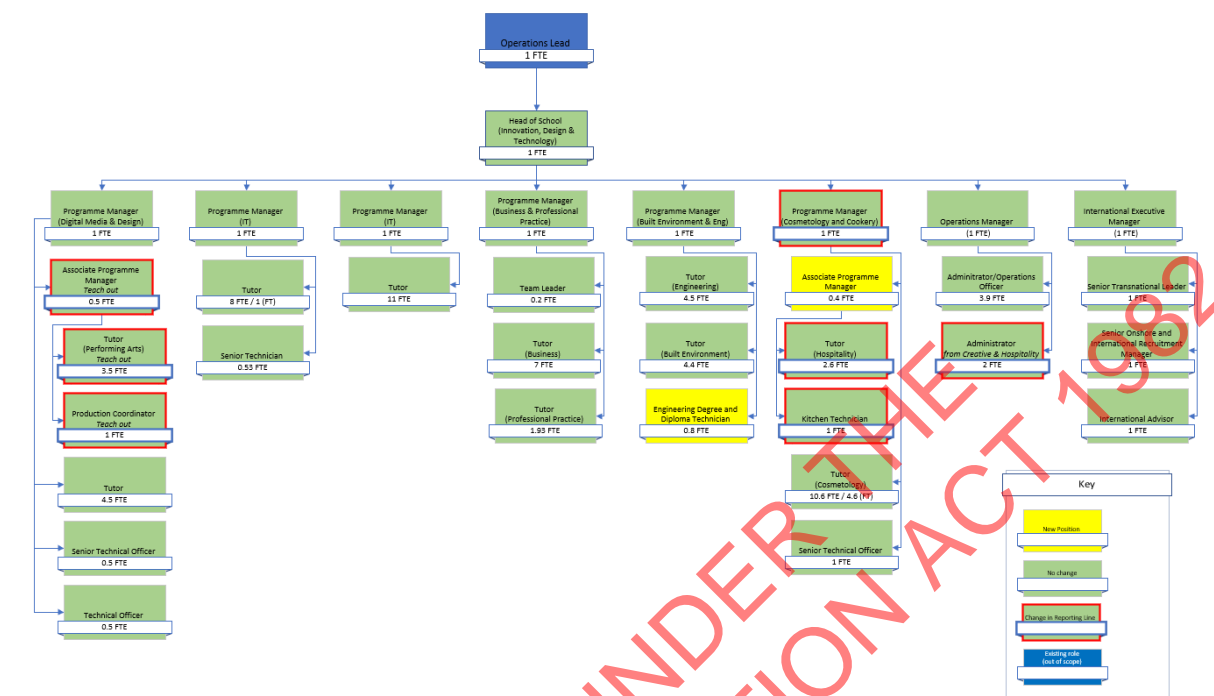 Operations Lead
1 FTE
Head of School
(Innovation, Design &
Technology)
1 FTE
Programme Manager
(Digital Media & Design)
1 FTE
Associate Programme
Manager
Teach out
0.5 FTE
Tutor
(Performing Arts)
Teach out
3.5 FTE
Production Coordinator
Teach out
1 FTE
Tutor
4.5 FTE
Senior Technical Officer
0.5 FTE
Technical Officer
0.5 FTE
Programme Manager
(IT)
1 FTE
Tutor
8 FTE / 1 (FT)
Senior Technician
0.53 FTE
Programme Manager
(IT)
1 FTE
Tutor
11 FTE
Programme Manager
(Business & Professional
Practice)
1 FTE
Team Leader
0.2 FTE
Tutor
(Business)
7 FTE
Tutor
(Professional Practice)
1.93 FTE
Programme Manager
(Built Environment & Eng)
1 FTE
Tutor
(Engineering)
4.5 FTE
Tutor
(Built Environment)
4.4 FTE
Engineering Degree and
Diploma Technician
0.8 FTE
Programme Manager
(Cosmetology and Cookery)
1 FTE
Associate Programme
Manager
0.4 FTE
Tutor
(Hospitality)
2.6 FTE
Kitchen Technician
1 FTE
Tutor
(Cosmetology)
10.6 FTE / 4.6 (FT)
Senior Technical Officer
1 FTE
Operations Manager
(1 FTE)
Adminitrator/Operations
Officer
3.9 FTE
Administrator
from Creative & Hospitality
2 FTE
International Executive
Manager
(1 FTE)
Senior Transnational Leader
1 FTE
Senior Onshore and
International Recruitment
Manager
1 FTE
International Advisor
1 FTE
Key
New Position
No change
Change in Reporting Line
Existing role
(out of scope)
UNDER THE
ACT 1982